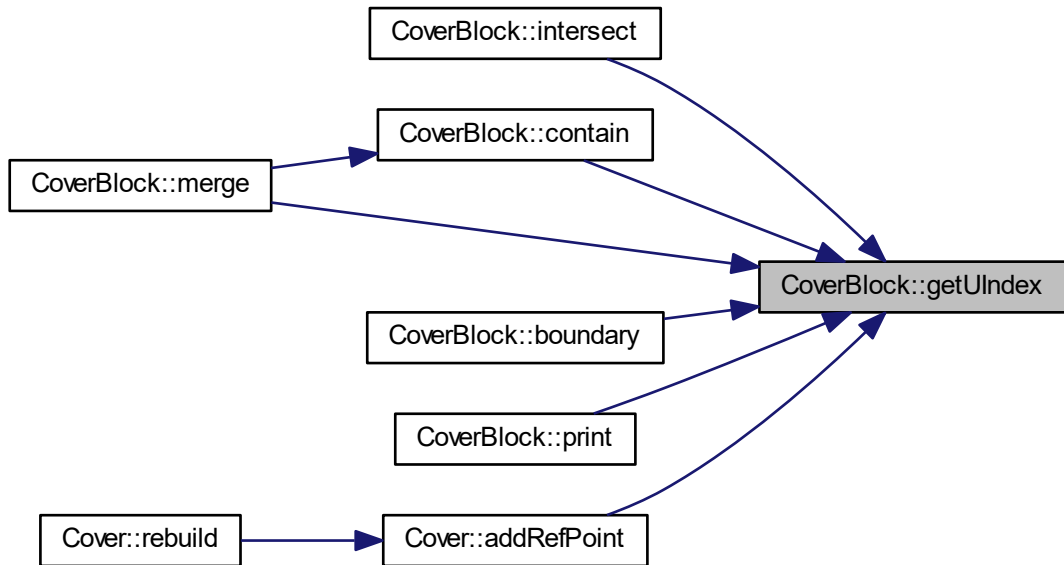 CoverBlock::intersect
CoverBlock::contain
CoverBlock::merge
CoverBlock::getUIndex
CoverBlock::boundary
CoverBlock::print
Cover::rebuild
Cover::addRefPoint